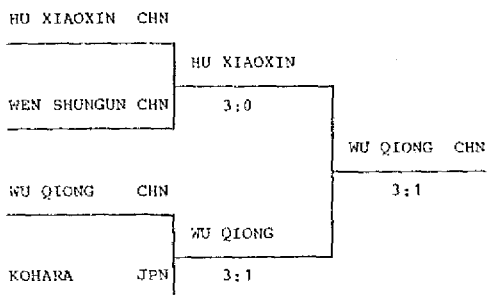 HU XIAOXIN CHN
HU XIAOXIN
WEN SHUNGUN CHN
3:0
WU QIONG CHN
3:1
WU QIONG CHN
WU QIONG
KOHARA JPN
3:1